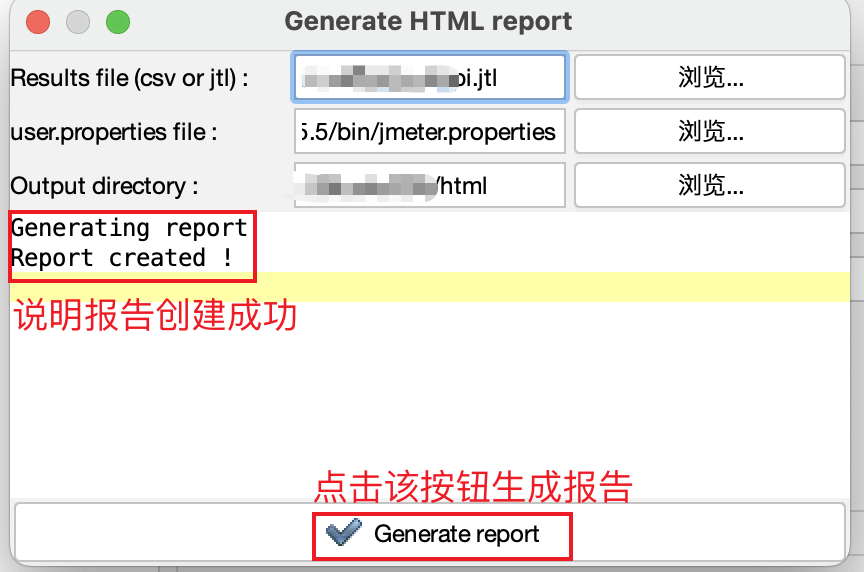 Generate HTML report
Results file (csv or jtl) : .jtl 浏览...
user.properties file : 5.5/bin/jmeter.properties 浏览...
Output directory : /html 浏览...
Generating report
Report created !
说明报告创建成功
点击该按钮生成报告
Generate report